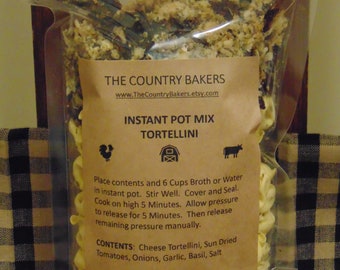 THE COUNTRY BAKERS
www.TheCountryBakers.etsy.com
INSTANT POT MIX
TORTELLINI
Place contents and 6 Cups Broth or Water
in instant pot. Stir Well. Cover and Seal.
Cook on high 5 Minutes. Allow pressure
to release for 5 Minutes. Then release
remaining pressure manually.
CONTENTS: Cheese Tortellini, Sun Dried
Tomatoes, Onions, Garlic, Basil, Salt